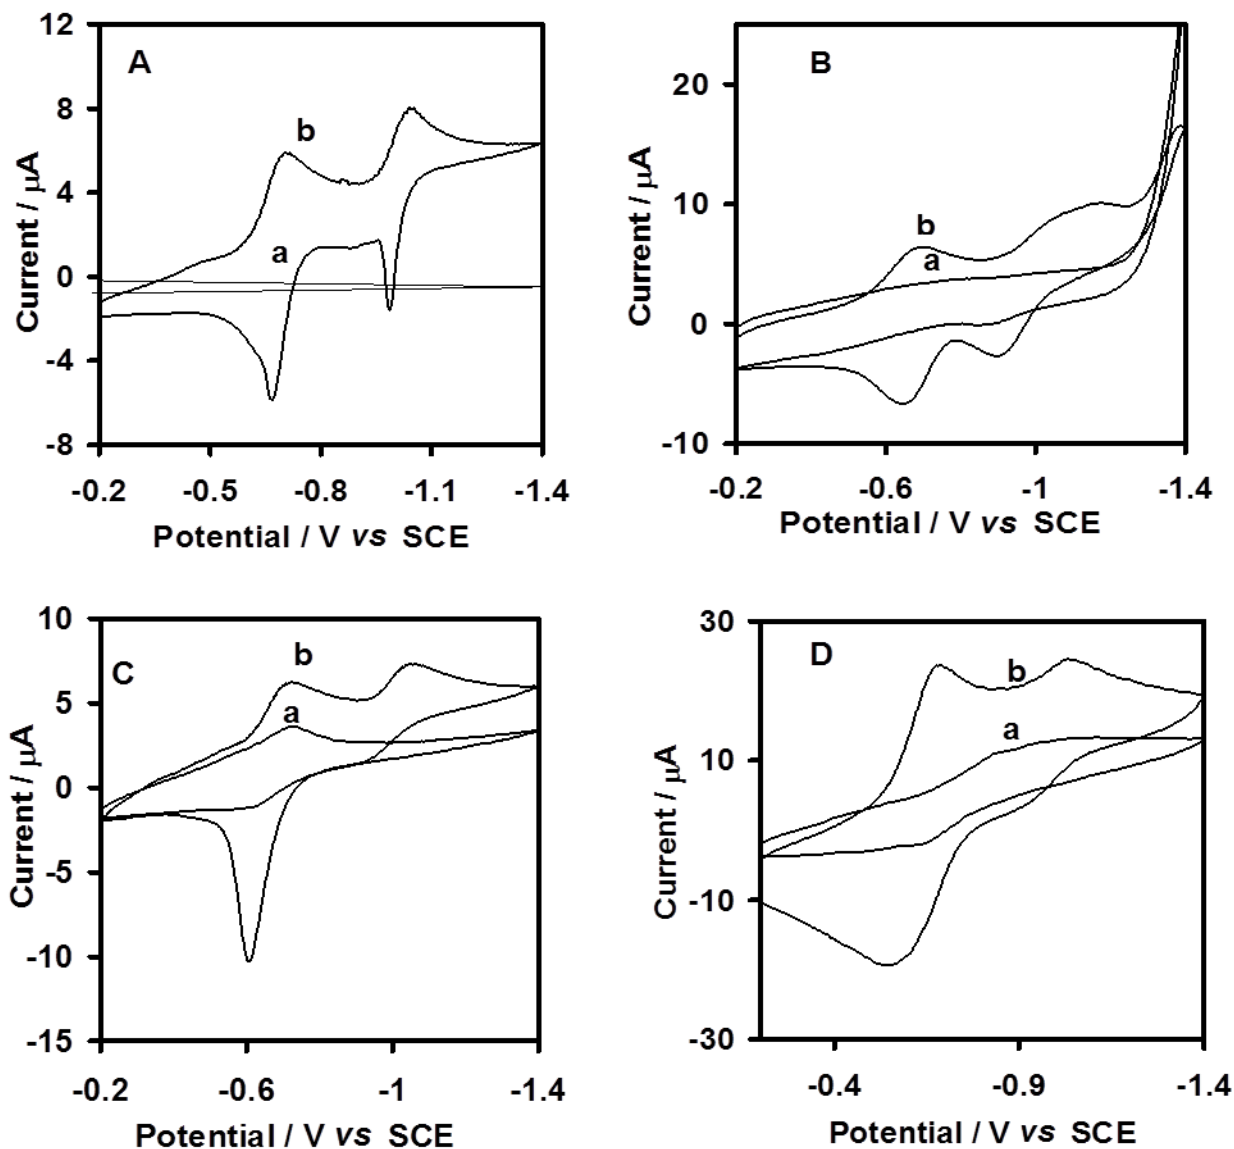 A
b
a
12
8
4
0
-4
-8
Current / μA
-0.2 -0.5 -0.8 -1.1 -1.4
Potential / V vs SCE
B
b
a
20
10
0
-10
Current / μA
-0.2 -0.6 -1 -1.4
Potential / V vs SCE
C
b
a
10
5
0
-5
-10
-15
Current / μA
-0.2 -0.6 -1 -1.4
Potential / V vs SCE
D
b
a
30
10
-10
-30
Current / μA
-0.4 -0.9 -1.4
Potential / V vs SCE